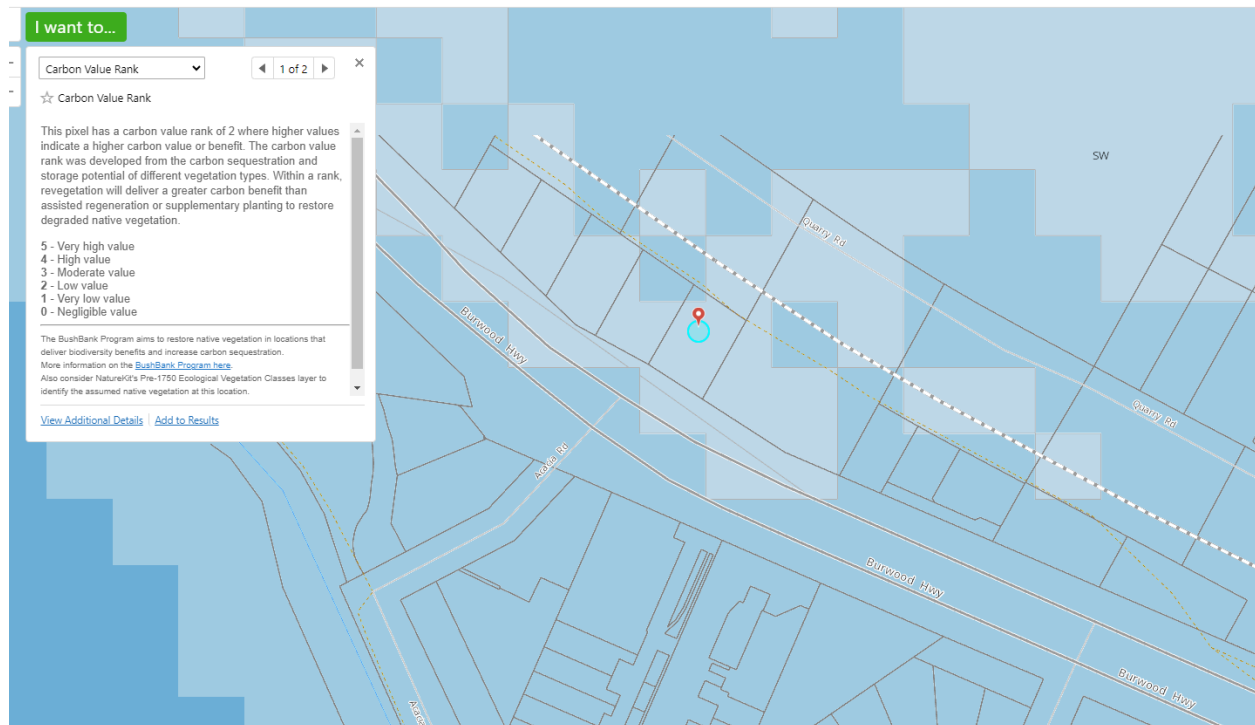 I want to...
Carbon Value Rank
1 of 2
Carbon Value Rank
This pixel has a carbon value rank of 2 where higher values
indicate a higher carbon value or benefit. The carbon value
rank was developed from the carbon sequestration and
storage potential of different vegetation types. Within a rank,
revegetation will deliver a greater carbon benefit than
assisted regeneration or supplementary planting to restore
degraded native vegetation.
5 - Very high value
4 - High value
3 - Moderate value
2 - Low value
1 - Very low value
0 - Negligible value
The BushBank Program aims to restore native vegetation in locations that
deliver biodiversity benefits and increase carbon sequestration.
More information on the BushBank Program here.
Also consider NatureKit's Pre-1750 Ecological Vegetation Classes layer to
identify the assumed native vegetation at this location.
View Additional Details
Add to Results
SW
Quarry Rd
Burwood Hwy
Quarry Rd
Acacia Rd
Burwood Hwy
Burwood Hwy